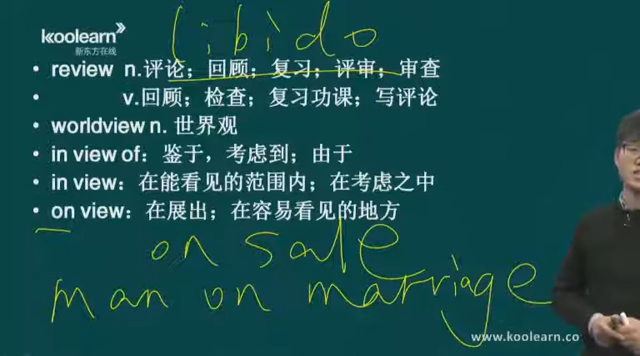 libido
koolearn
新东方在线
• review n.评论；回顾；复习；评审；审查
• v.回顾；检查；复习功课；写评论
• worldview n. 世界观
• in view of：鉴于，考虑到；由于
• in view：在能看见的范围内；在考虑之中
• on view：在展出；在容易看见的地方
on sale
man on marriage
www.koolearn.co